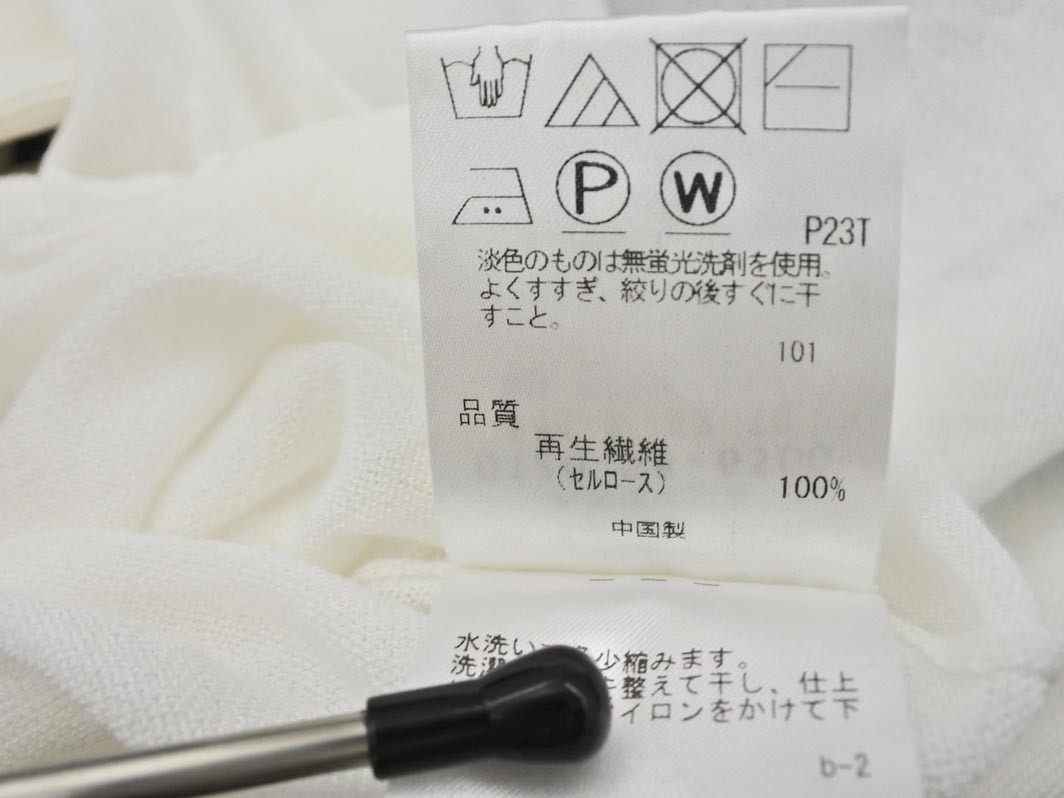 P W
P23T
淡色のものは無蛍光洗剤を使用。
よくすすぎ、絞りの後すぐに干
すこと。
101
品質
再生繊維
(セルロース) 100%
中国製
水洗い 少縮みます。
洗
整えて干し、仕上
イロンをかけて下
b-2